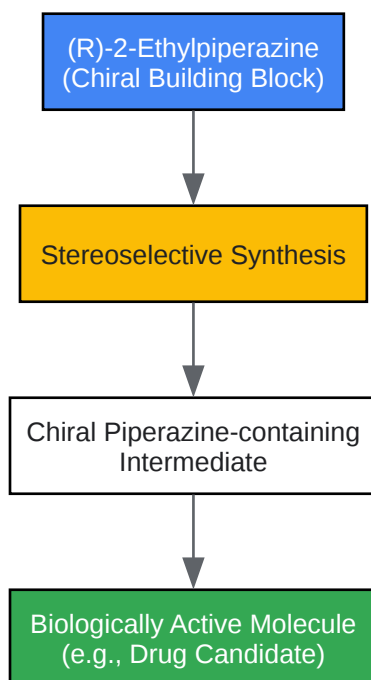 (R)-2-Ethylpiperazine
(Chiral Building Block)
Stereoselective Synthesis
Chiral Piperazine-containing
Intermediate
Biologically Active Molecule
(e.g., Drug Candidate)